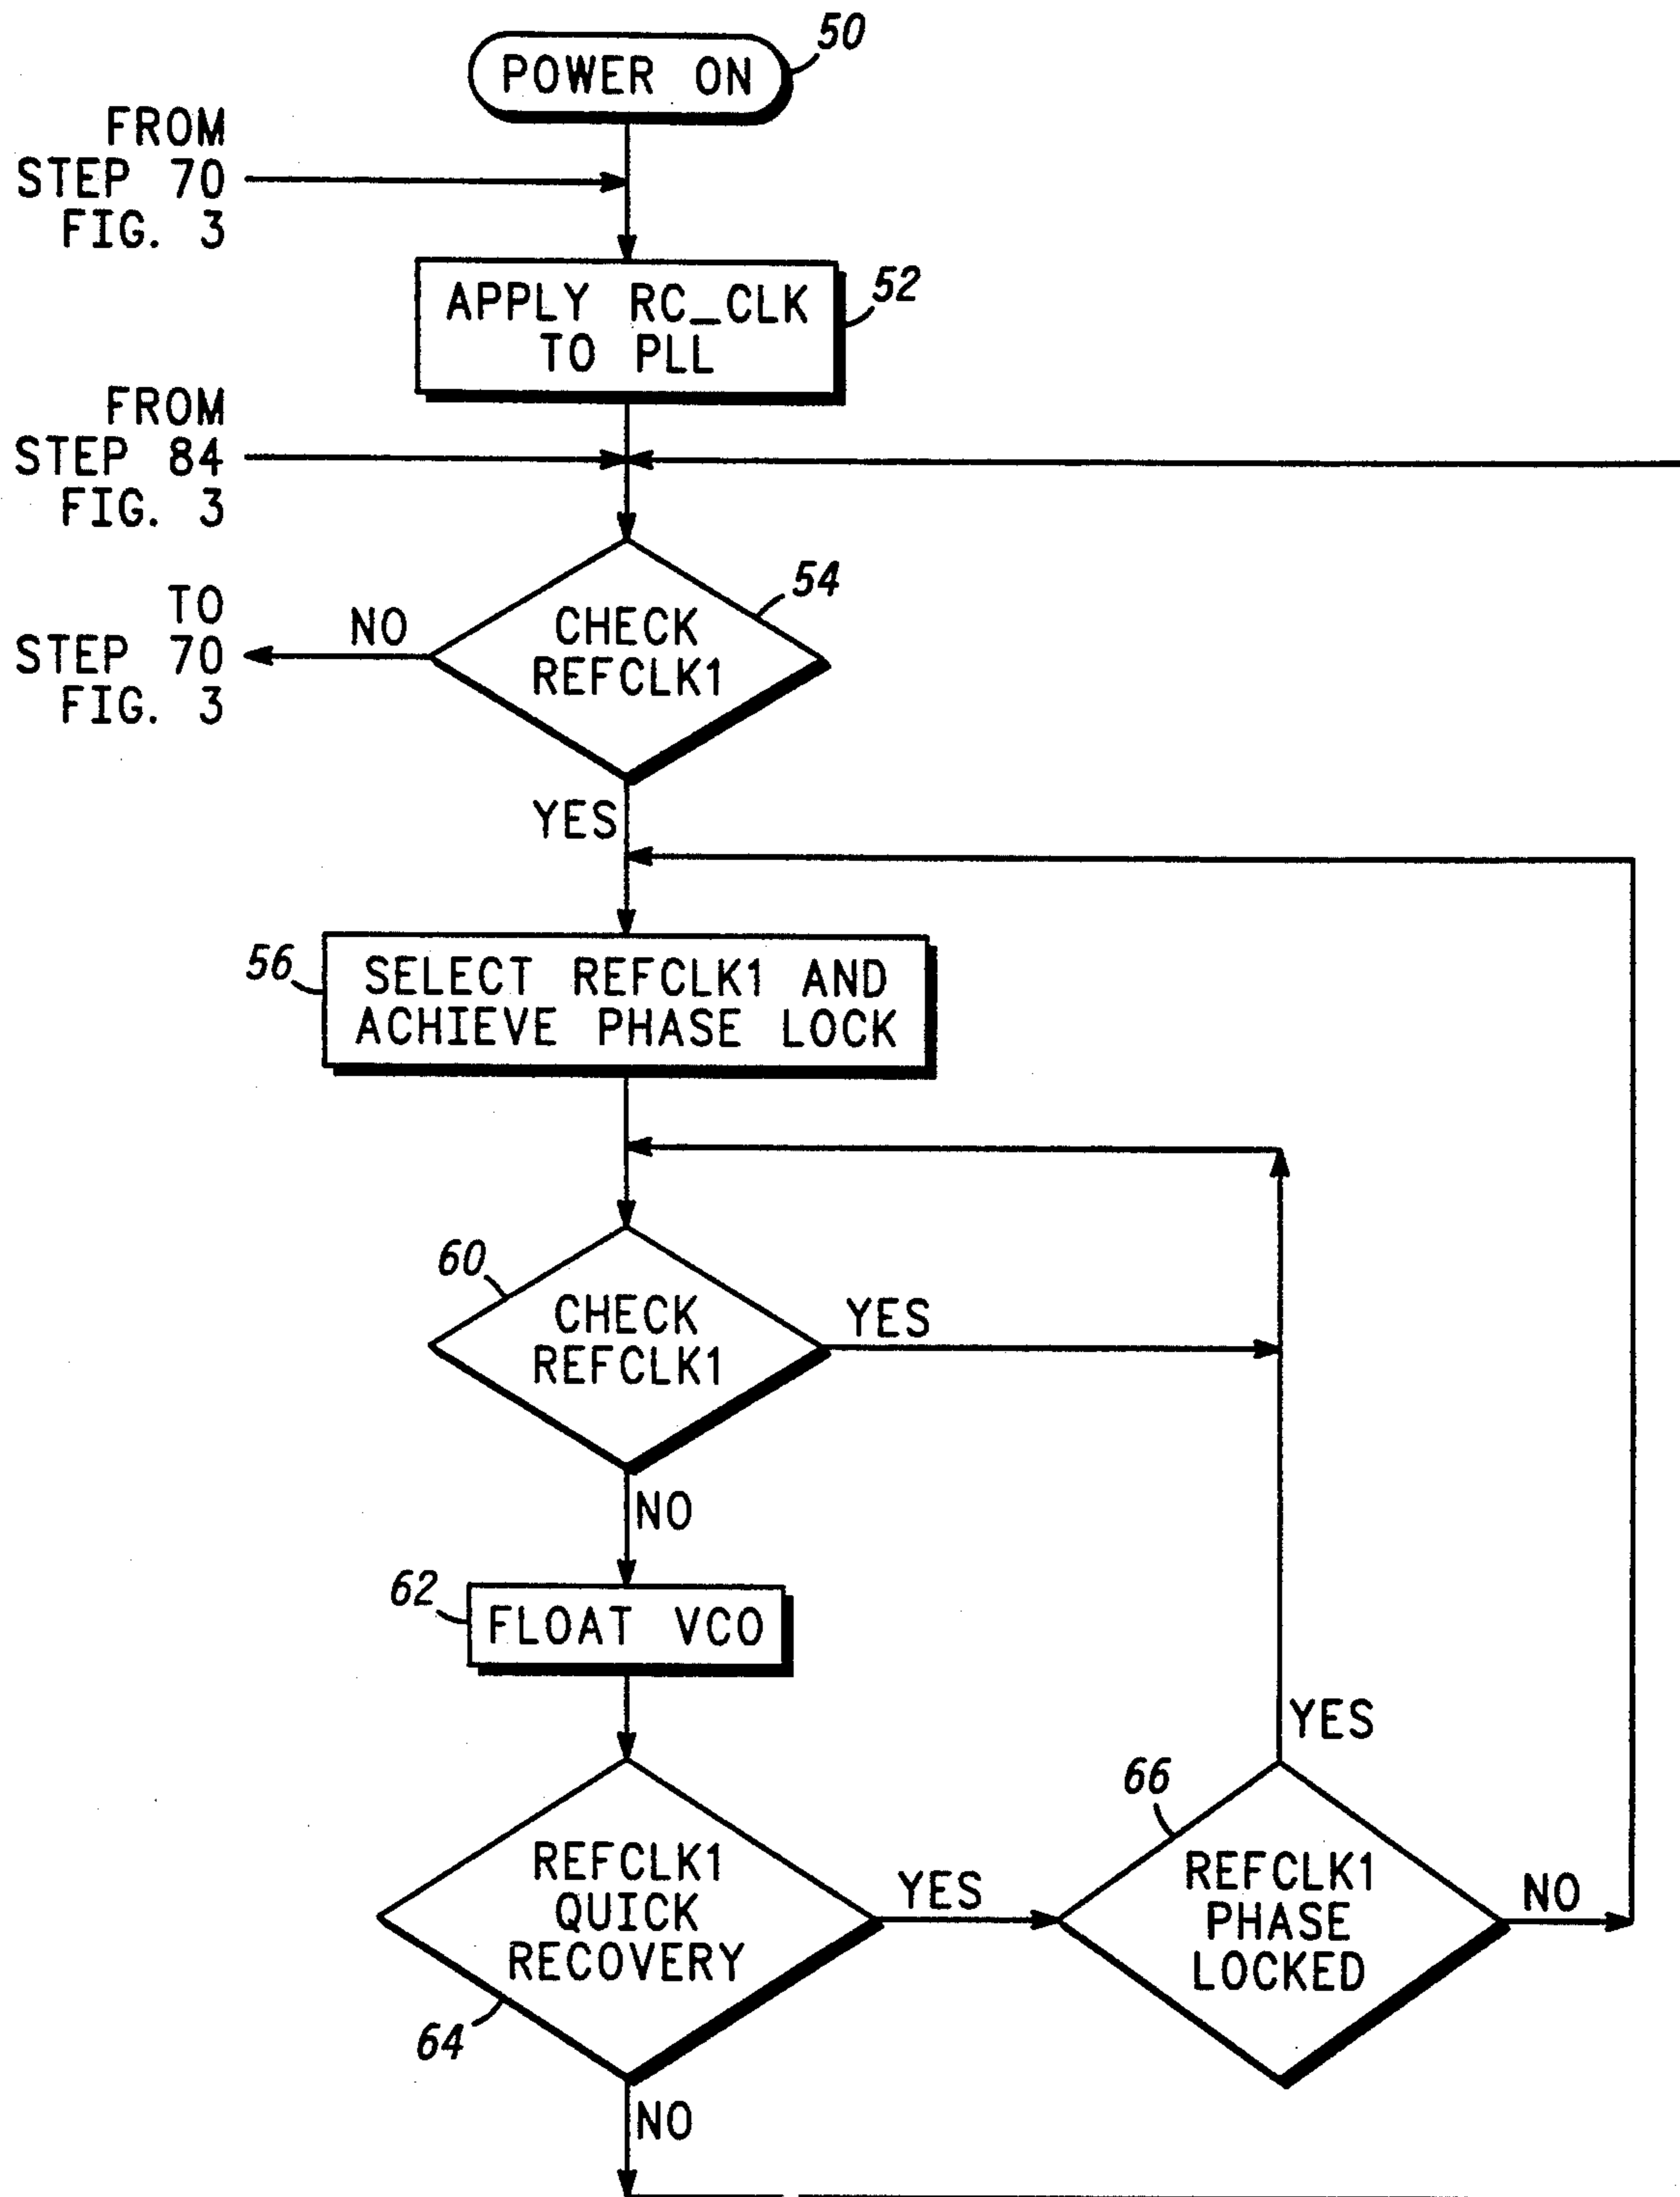 POWER ON
50
FROM
STEP 70
FIG. 3
APPLY RC_CLK
TO PLL
52
FROM
STEP 84
FIG. 3
CHECK
REFCLK1
54
NO
TO
STEP 70
FIG. 3
YES
56
SELECT REFCLK1 AND
ACHIEVE PHASE LOCK
60
CHECK
REFCLK1
YES
NO
62
FLOAT VCO
REFCLK1
QUICK
RECOVERY
64
YES
66
REFCLK1
PHASE
LOCKED
YES
NO
NO